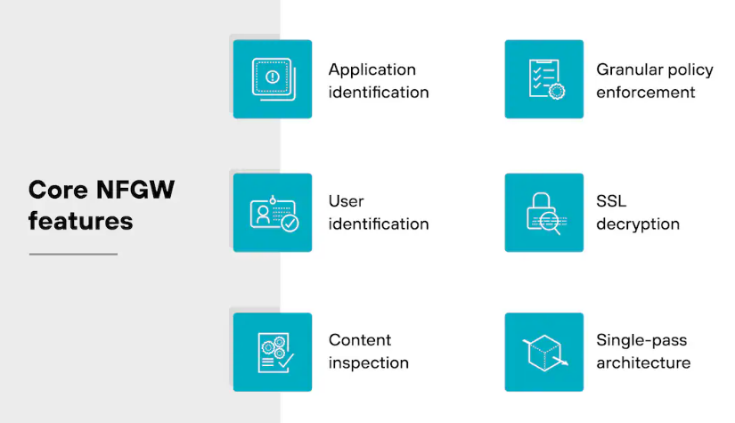 Core NFGW
features
Application
identification
Granular policy
enforcement
User
identification
SSL
decryption
Content
inspection
Single-pass
architecture